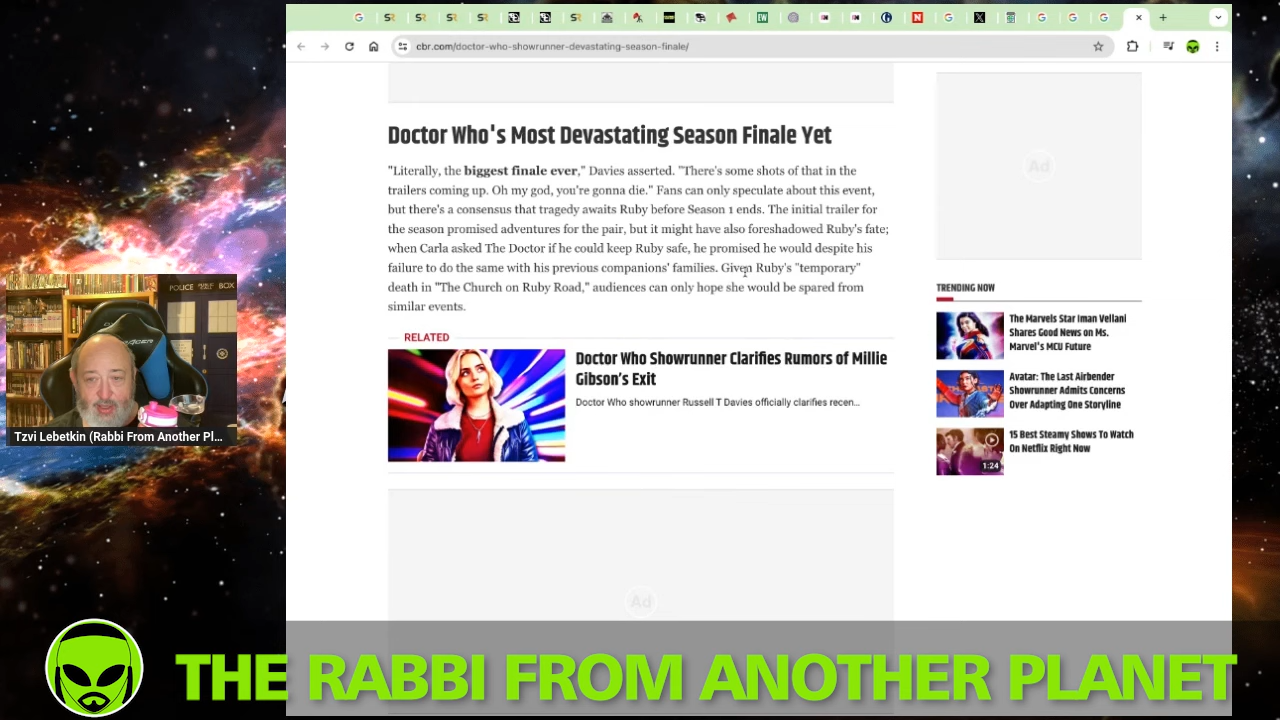 cbr.com/doctor-who-showrunner-devastating-season-finale/
Doctor Who's Most Devastating Season Finale Yet
"Literally, the biggest finale ever," Davies asserted. "There's some shots of that in the
trailers coming up. Oh my god, you're gonna die." Fans can only speculate about this event,
but there's a consensus that tragedy awaits Ruby before Season 1 ends. The initial trailer for
the season promised adventures for the pair, but it might have also foreshadowed Ruby's fate;
when Carla asked The Doctor if he could keep Ruby safe, he promised he would despite his
failure to do the same with his previous companions' families. Given Ruby's "temporary"
death in "The Church on Ruby Road," audiences can only hope she would be spared from
similar events.
RELATED
Doctor Who Showrunner Clarifies Rumors of Millie
Gibson's Exit
Doctor Who showrunner Russell T Davies officially clarifies recen...
Ad
Ad
TRENDING NOW
The Marvels Star Iman Vellani
Shares Good News on Ms.
Marvel's MCU Future
Avatar: The Last Airbender
Showrunner Admits Concerns
Over Adapting One Storyline
15 Best Steamy Shows To Watch
On Netflix Right Now
1:24
POLICE BOX
Tzvi Lebetkin (Rabbi From Another Pl...
THE RABBI FROM ANOTHER PLANET